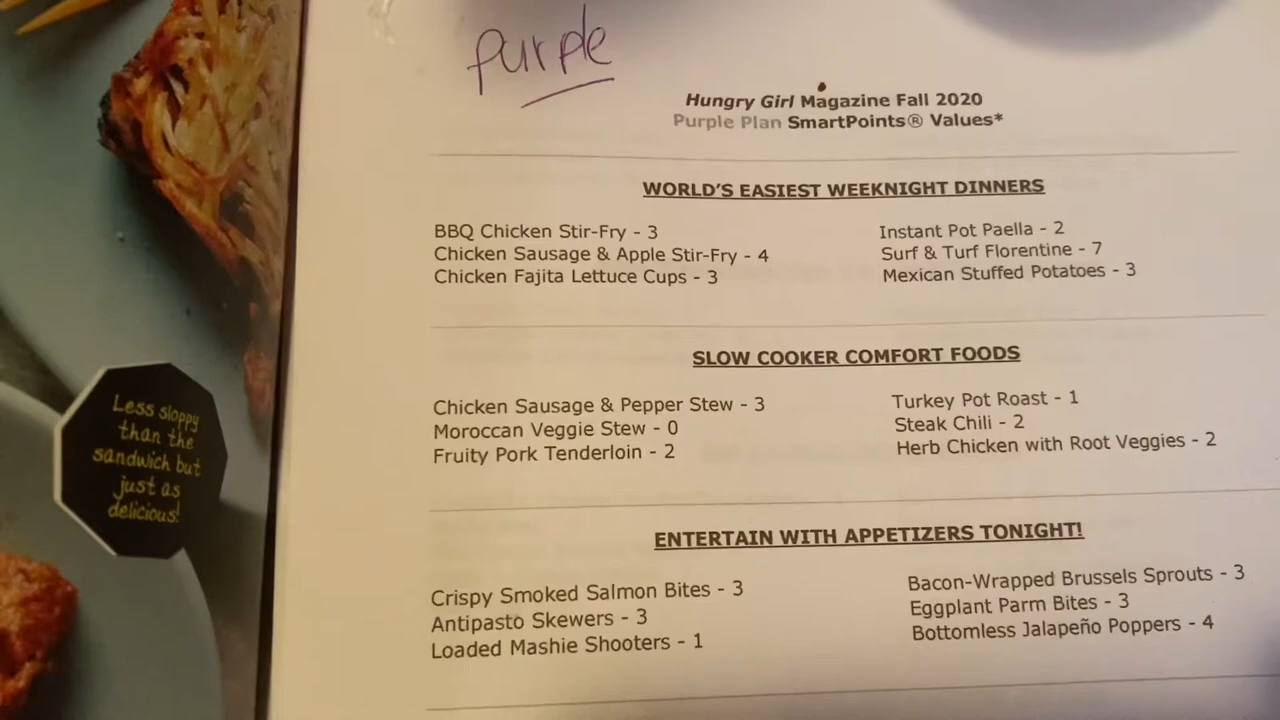 purple
Hungry Girl Magazine Fall 2020
Purple Plan SmartPoints® Values*
WORLD'S EASIEST WEEKNIGHT DINNERS
BBQ Chicken Stir-Fry - 3
Chicken Sausage & Apple Stir-Fry - 4
Chicken Fajita Lettuce Cups - 3
Instant Pot Paella - 2
Surf & Turf Florentine - 7
Mexican Stuffed Potatoes - 3
SLOW COOKER COMFORT FOODS
Chicken Sausage & Pepper Stew - 3
Moroccan Veggie Stew - 0
Fruity Pork Tenderloin - 2
Turkey Pot Roast - 1
Steak Chili - 2
Herb Chicken with Root Veggies - 2
ENTERTAIN WITH APPETIZERS TONIGHT!
Crispy Smoked Salmon Bites - 3
Antipasto Skewers - 3
Loaded Mashie Shooters - 1
Bacon-Wrapped Brussels Sprouts - 3
Eggplant Parm Bites - 3
Bottomless Jalapeño Poppers - 4
Less sloppy
than the
sandwich but
just as
delicious!